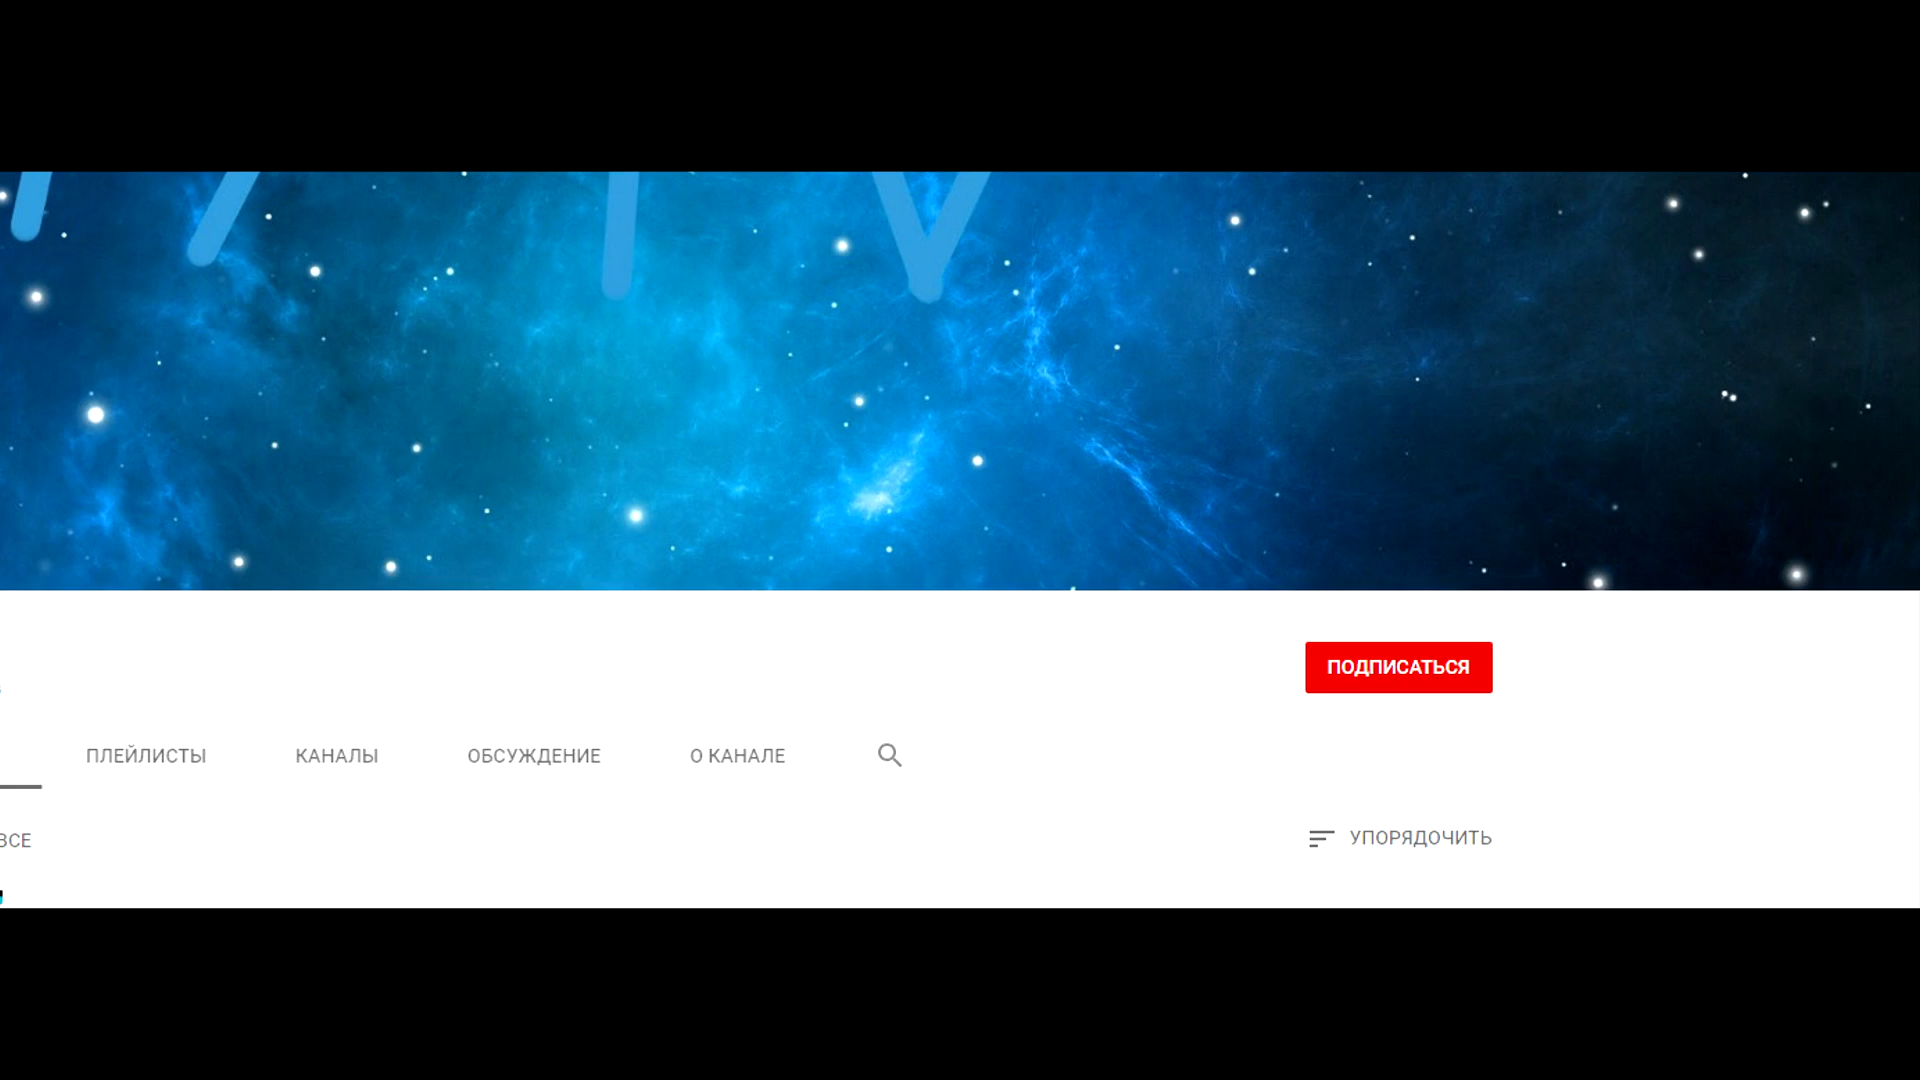 ПОДПИСАТЬСЯ
ПЛЕЙЛИСТЫ КАНАЛЫ ОБСУЖДЕНИЕ О КАНАЛЕ
ВСЕ УПОРЯДОЧИТЬ